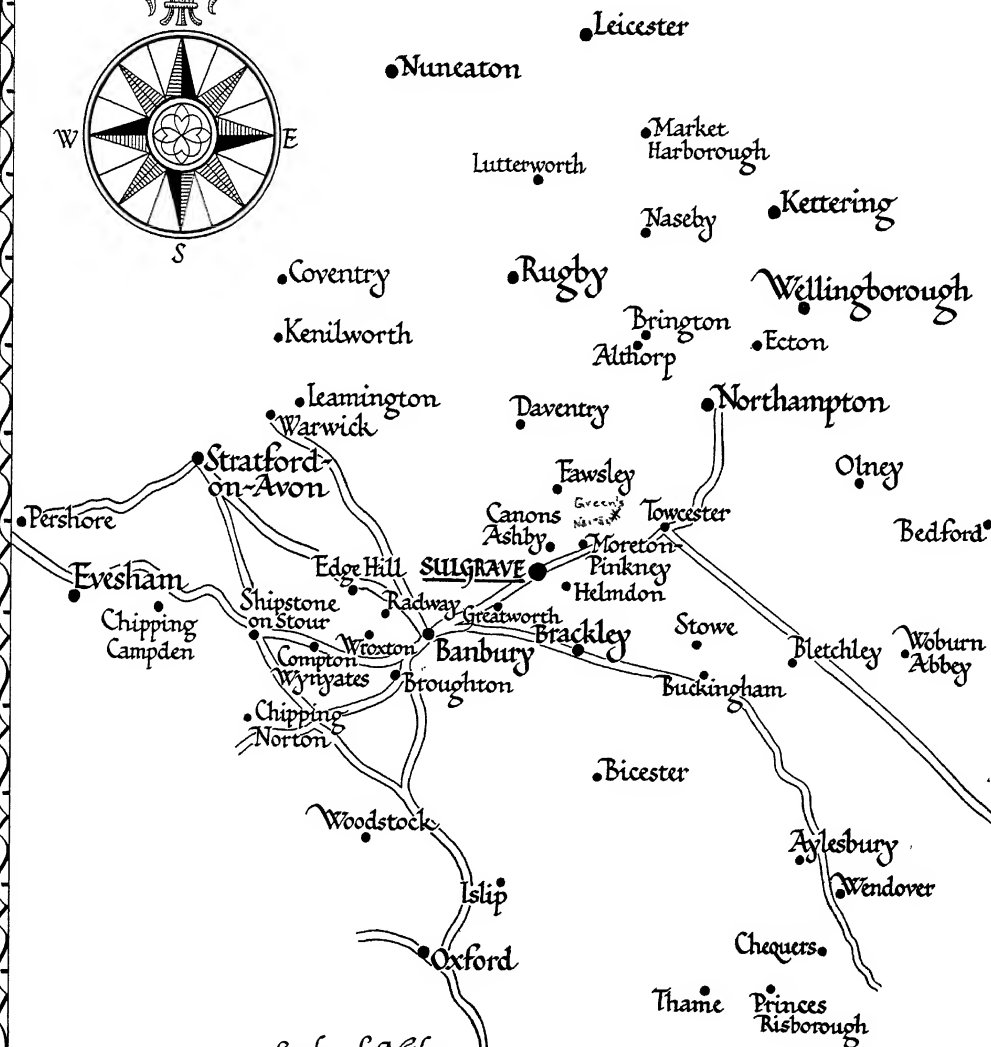 Leicester
Nuneaton
Market
Harborough
W
E
Lutterworth
Kettering
Naseby
S
Coventry
Rugby
Wellingborough
Brington
Kenilworth
Ecton
Althorp
Leamington
Northampton
Daventry
Warwick
Stratford-
on-Avon
Fawsley
Olney
Green's
Pershore
Canons
Ashby
Towcester
Bedford
Moreton-
Pinkney
Edge Hill
SULGRAVE
Evesham
Helmdon
Shipstone
on Stour
Radway
Greatworth
Chipping
Campden
Wroxton
Banbury
Brackley
Stowe
Bletchley
Woburn
Abbey
Compton
Wynyates
Broughton
Buckingham
Chipping
Norton
Bicester
Woodstock
Aylesbury
Islip
Wendover
Chequers
Oxford
Thame
Princes
Risborough